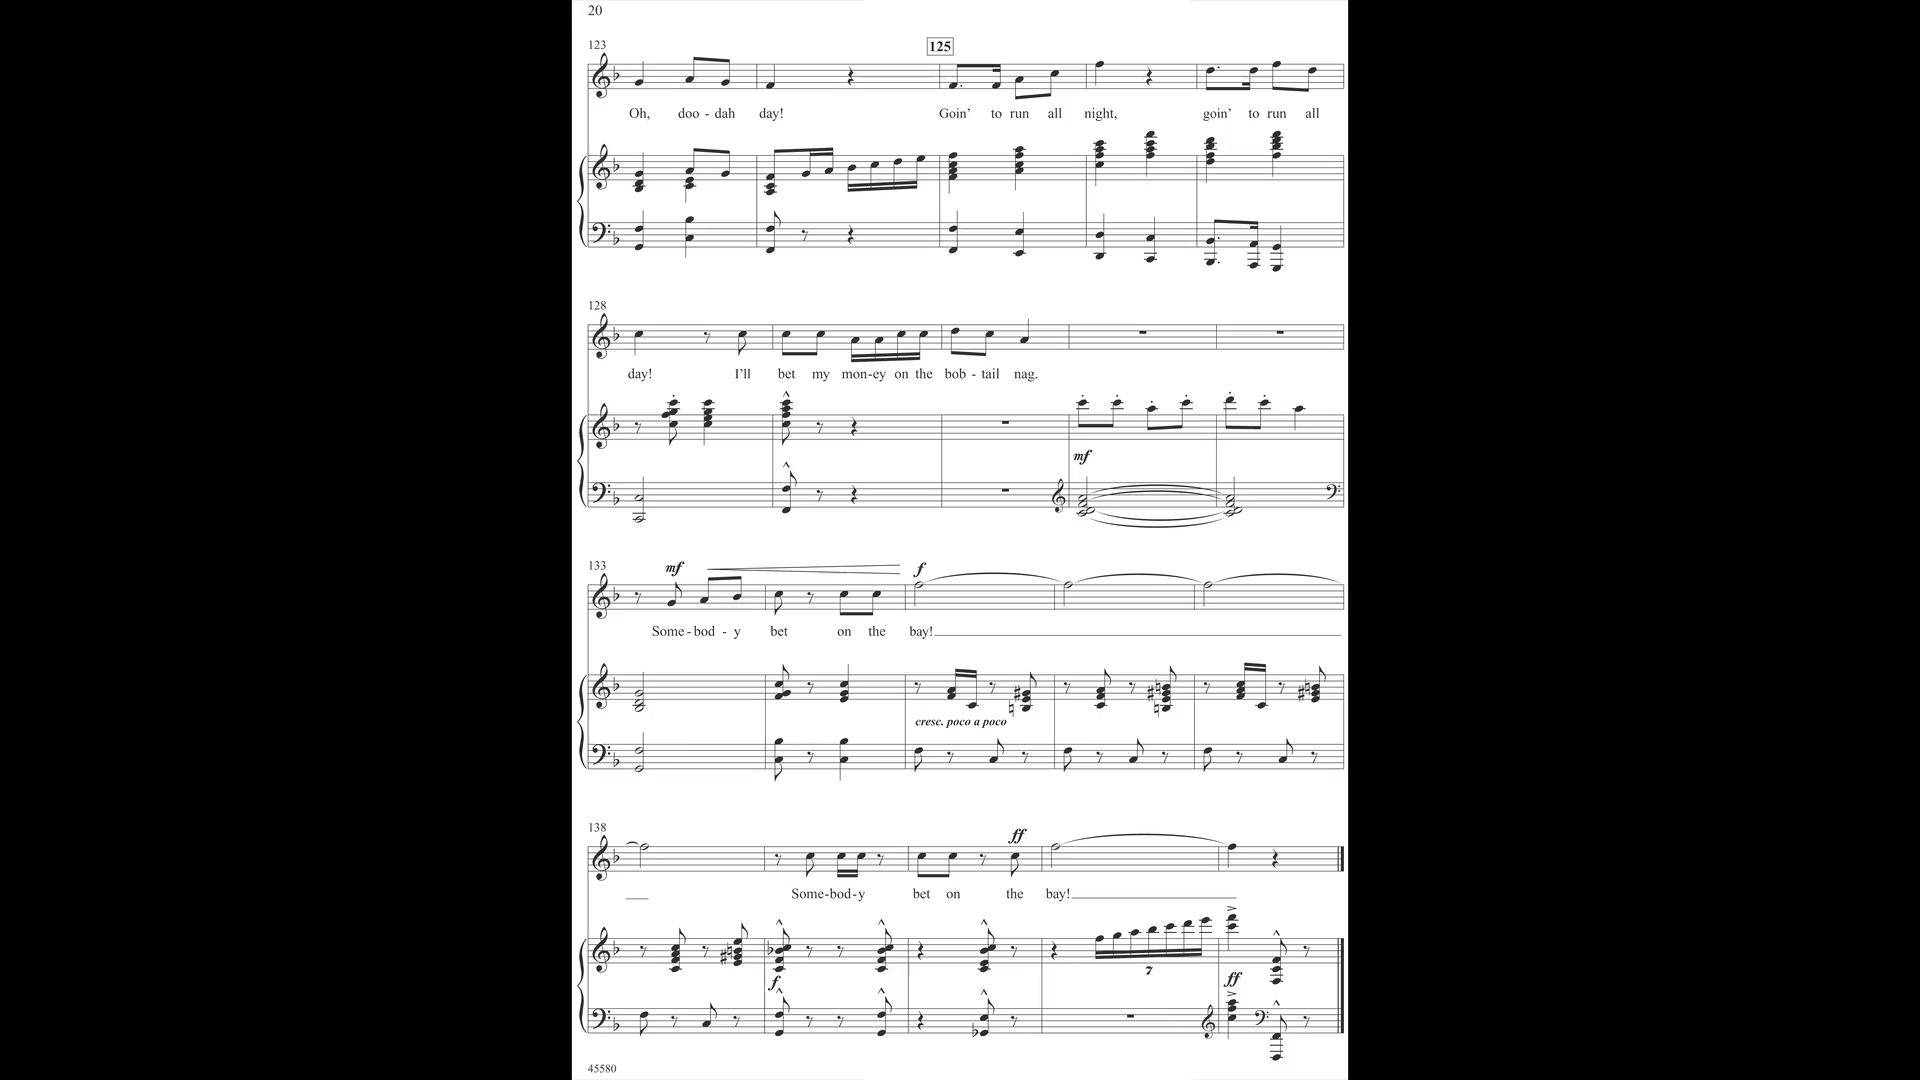 20
123
125
Oh, doo - dah day! Goin’ to run all night, goin’ to run all
128
day! I’ll bet my mon-ey on the bob - tail nag.
mf
133
mf f
Some - bod - y bet on the bay!
cresc. poco a poco
138
ff
Some-bod-y bet on the bay!
f 7 ff
45580